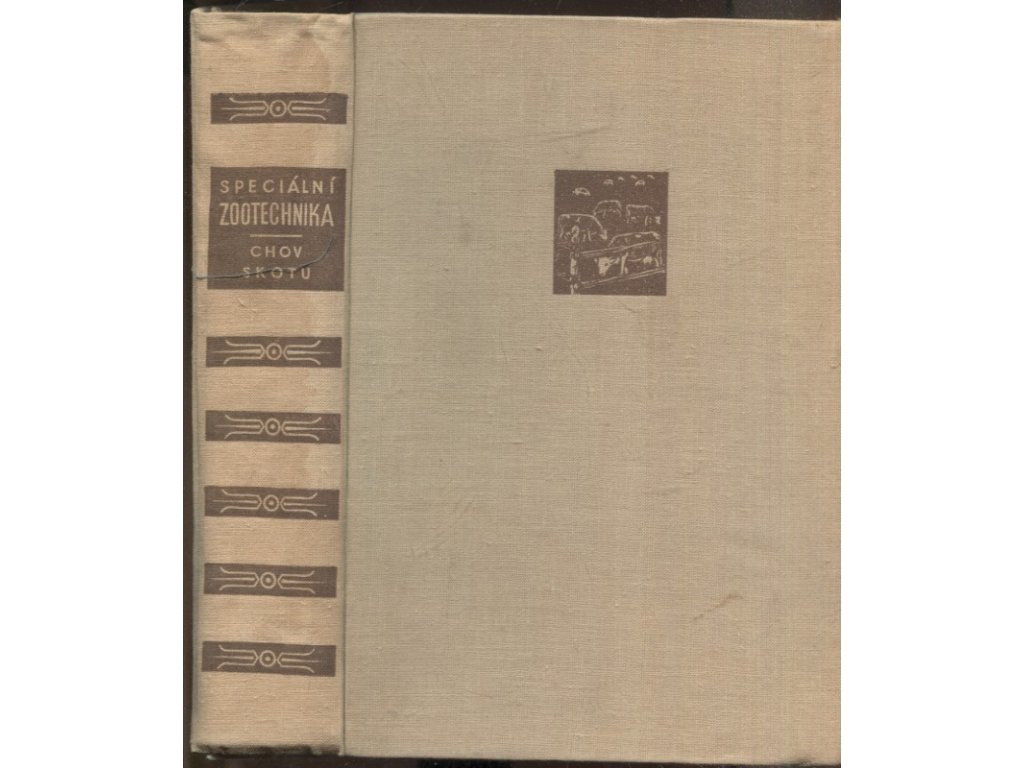 SPECIÁLNÍ
ZOOTECHNIKA
CHOV
SKOTU